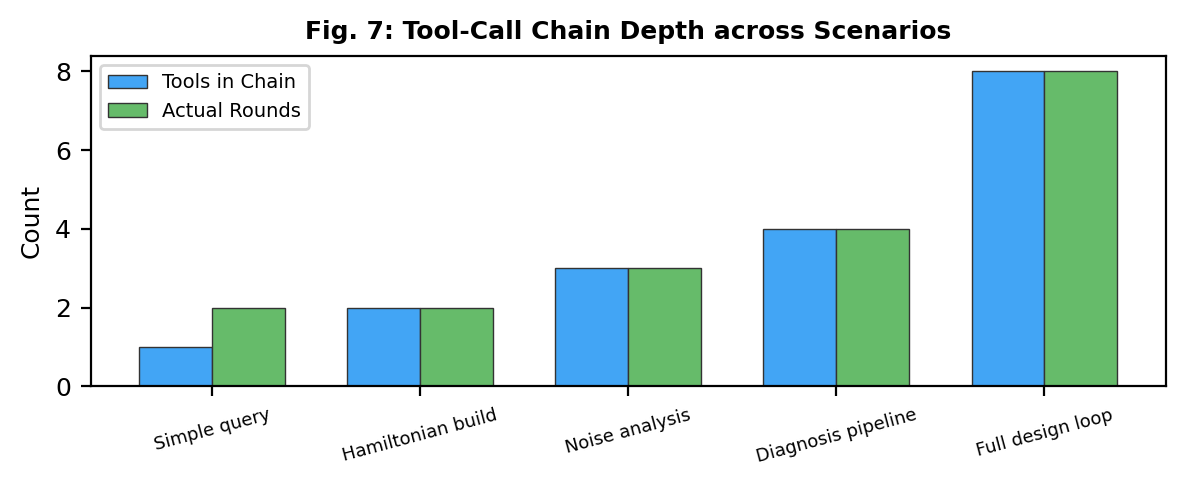 Fig. 7: Tool-Call Chain Depth across Scenarios
Tools in Chain
Actual Rounds
Count
8
6
4
2
0
Simple query
Hamiltonian build
Noise analysis
Diagnosis pipeline
Full design loop